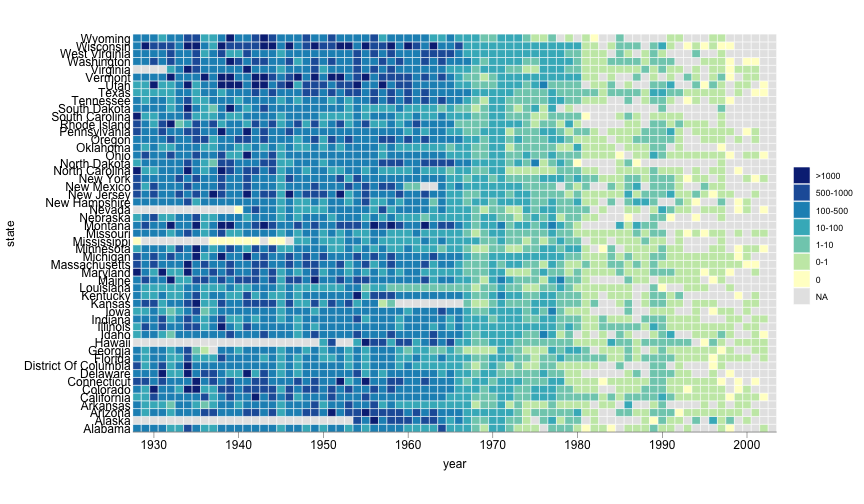 Wyoming
Wisconsin
West Virginia
Washington
Virginia
Vermont
Utah
Texas
Tennessee
South Dakota
South Carolina
Rhode Island
Pennsylvania
Oregon
Oklahoma
Ohio
North Dakota
North Carolina
New York
New Mexico
New Jersey
New Hampshire
Nevada
Nebraska
Montana
Missouri
Mississippi
Minnesota
Michigan
Massachusetts
Maryland
Maine
Louisiana
Kentucky
Kansas
Iowa
Indiana
Illinois
Idaho
Hawaii
Georgia
Florida
District Of Columbia
Delaware
Connecticut
Colorado
California
Arkansas
Arizona
Alaska
Alabama
state
1930 1940 1950 1960 1970 1980 1990 2000
year
>1000
500-1000
100-500
10-100
1-10
0-1
0
NA